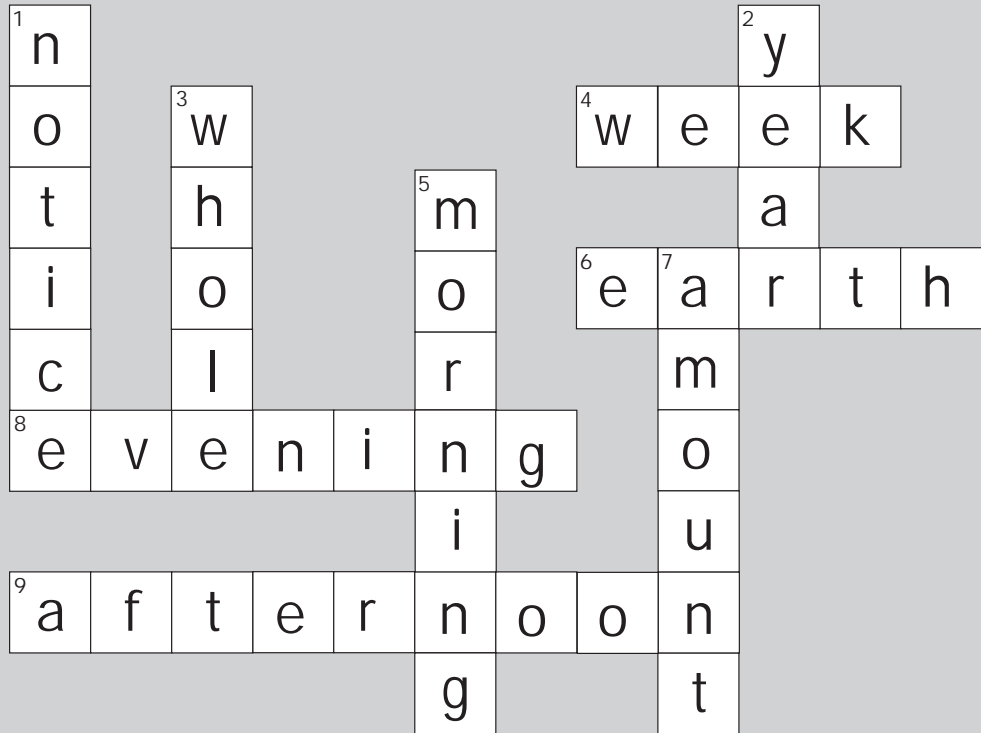 1 n 2 y
o 3 w 4 w e e k
t h 5 m a
i o o 6 e 7 a r t h
c l r m
8 e v e n i n g o
i u
9 a f t e r n o o n
g t